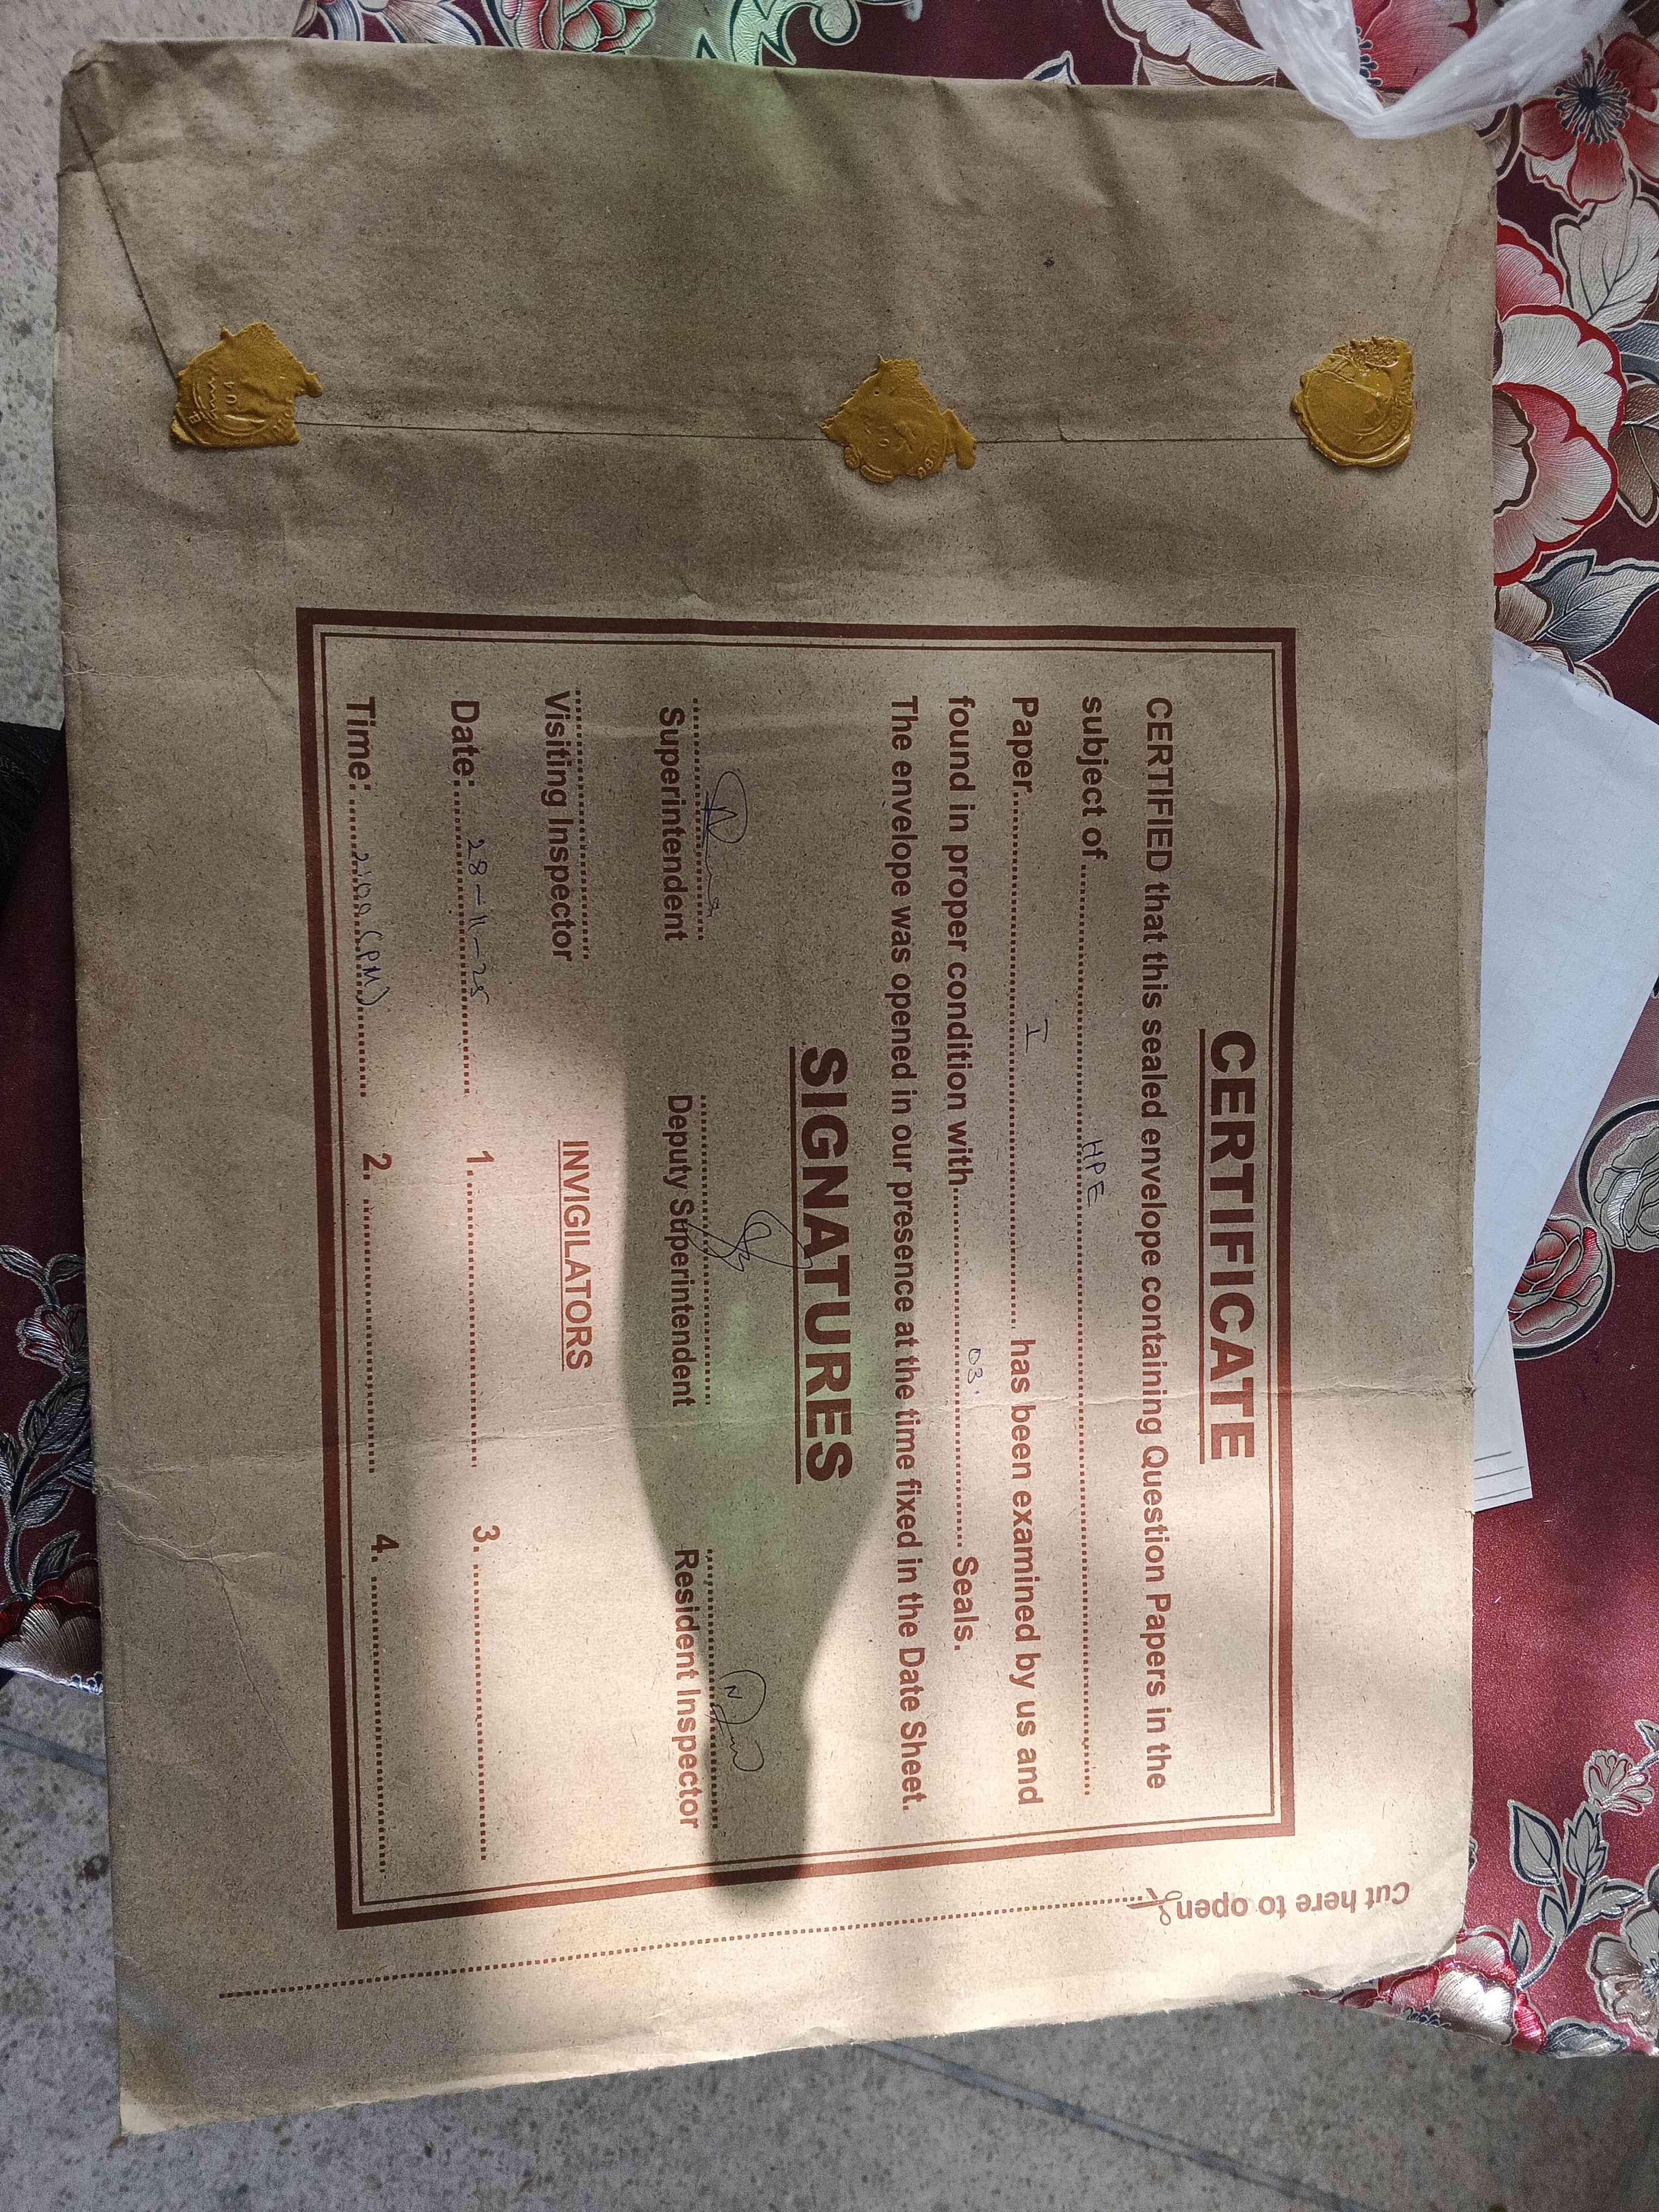 CERTIFICATE
CERTIFIED that this sealed envelope containing Question Papers in the
subject of ........ HPE ........
Paper ........ I ........, has been examined by us and
found in proper condition with ........ 03 ........ Seals.
The envelope was opened in our presence at the time fixed in the Date Sheet.
SIGNATURES
Superintendent Deputy Superintendent Resident Inspector
Visiting Inspector INVIGILATORS
Date: 28-11-25 1. ........ 3. ........
Time: 2:00 (PM) 2. ........ 4. ........
Cut here to open